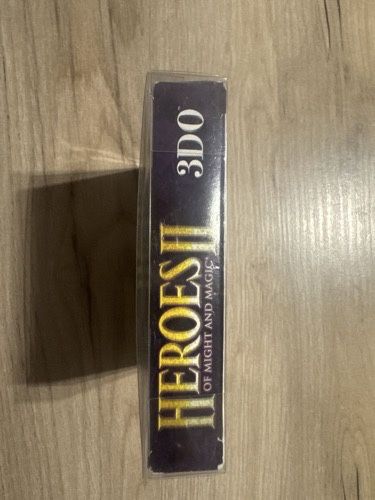 HEROES II
OF MIGHT AND MAGIC
3DO